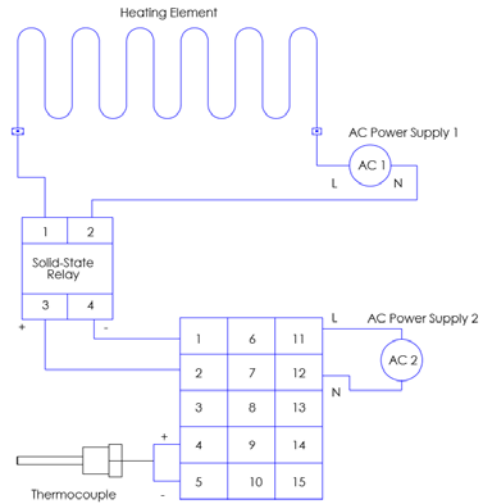 Heating Element
AC Power Supply 1
AC 1
L
N
1
2
Solid-State
Relay
3
4
+
-
L
AC Power Supply 2
1
6
11
AC 2
2
7
12
N
3
8
13
+
4
9
14
5
10
15
-
Thermocouple